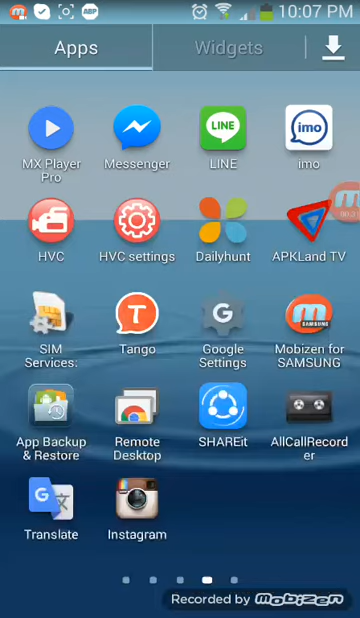 ABP
10:07 PM
Apps
Widgets
MX Player
Pro
Messenger
LINE
LINE
imo
imo
HVC
HVC settings
Dailyhunt
APKLand TV
SIM
Services:
Tango
Google
Settings
SAMSUNG
Mobizen for
SAMSUNG
App Backup
& Restore
Remote
Desktop
SHAREit
AllCallRecord
er
Translate
Instagram
Recorded by mobizen